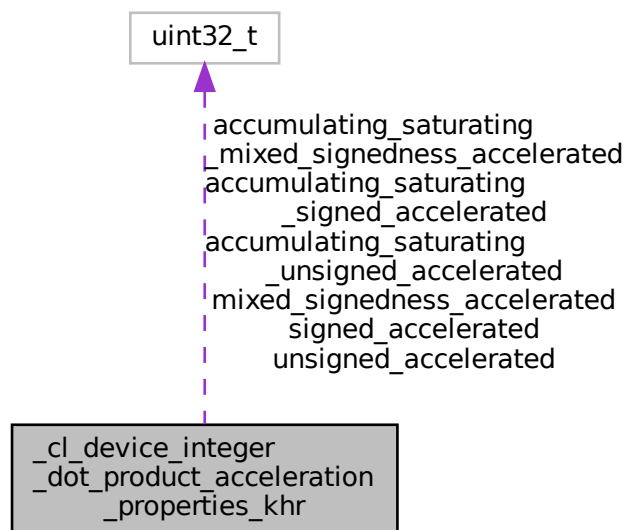 uint32_t
accumulating_saturating
_mixed_signedness_accelerated
accumulating_saturating
_signed_accelerated
accumulating_saturating
_unsigned_accelerated
mixed_signedness_accelerated
signed_accelerated
unsigned_accelerated
_cl_device_integer
_dot_product_acceleration
_properties_khr